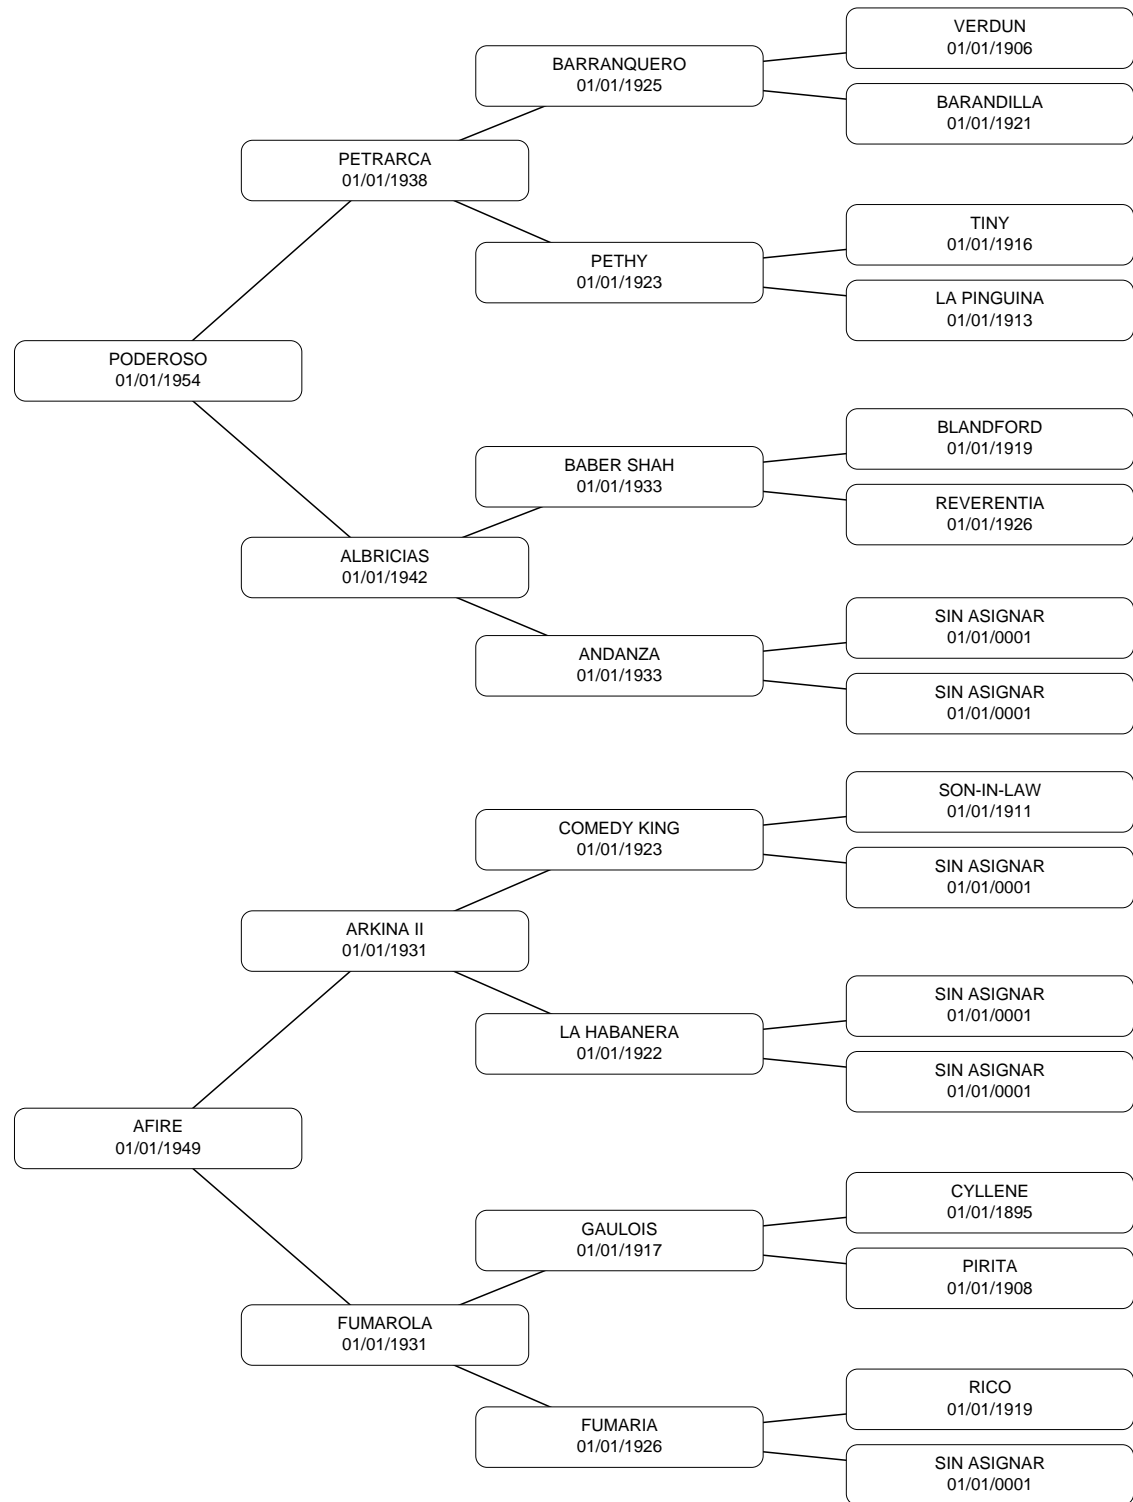 VERDUN
01/01/1906
BARRANQUERO
01/01/1925
BARANDILLA
01/01/1921
PETRARCA
01/01/1938
TINY
01/01/1916
PETHY
01/01/1923
LA PINGUINA
01/01/1913
PODEROSO
01/01/1954
BLANDFORD
01/01/1919
BABER SHAH
01/01/1933
REVERENTIA
01/01/1926
ALBRICIAS
01/01/1942
SIN ASIGNAR
01/01/0001
ANDANZA
01/01/1933
SIN ASIGNAR
01/01/0001
SON-IN-LAW
01/01/1911
COMEDY KING
01/01/1923
SIN ASIGNAR
01/01/0001
ARKINA II
01/01/1931
SIN ASIGNAR
01/01/0001
LA HABANERA
01/01/1922
SIN ASIGNAR
01/01/0001
AFIRE
01/01/1949
CYLLENE
01/01/1895
GAULOIS
01/01/1917
PIRITA
01/01/1908
FUMAROLA
01/01/1931
RICO
01/01/1919
FUMARIA
01/01/1926
SIN ASIGNAR
01/01/0001